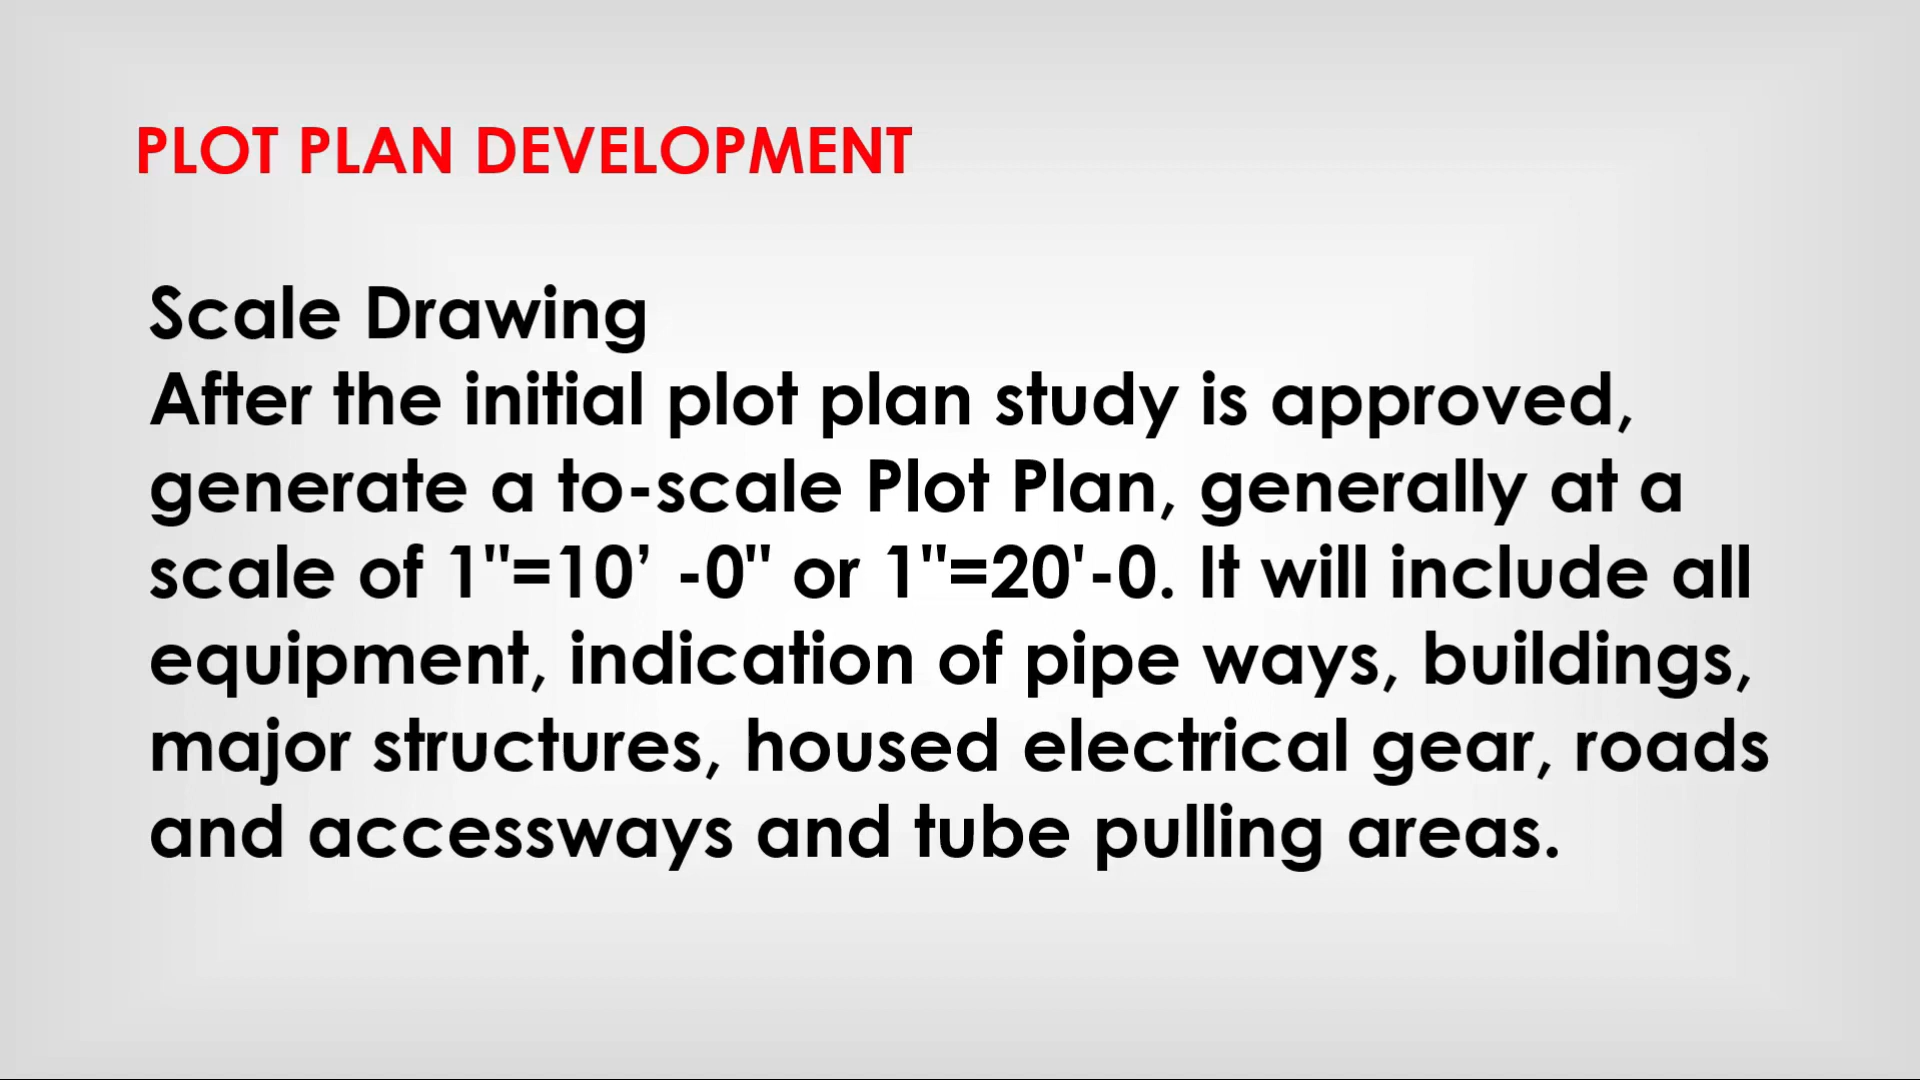 PLOT PLAN DEVELOPMENT
Scale Drawing
After the initial plot plan study is approved,
generate a to-scale Plot Plan, generally at a
scale of 1"=10’ -0" or 1"=20'-0. It will include all
equipment, indication of pipe ways, buildings,
major structures, housed electrical gear, roads
and accessways and tube pulling areas.